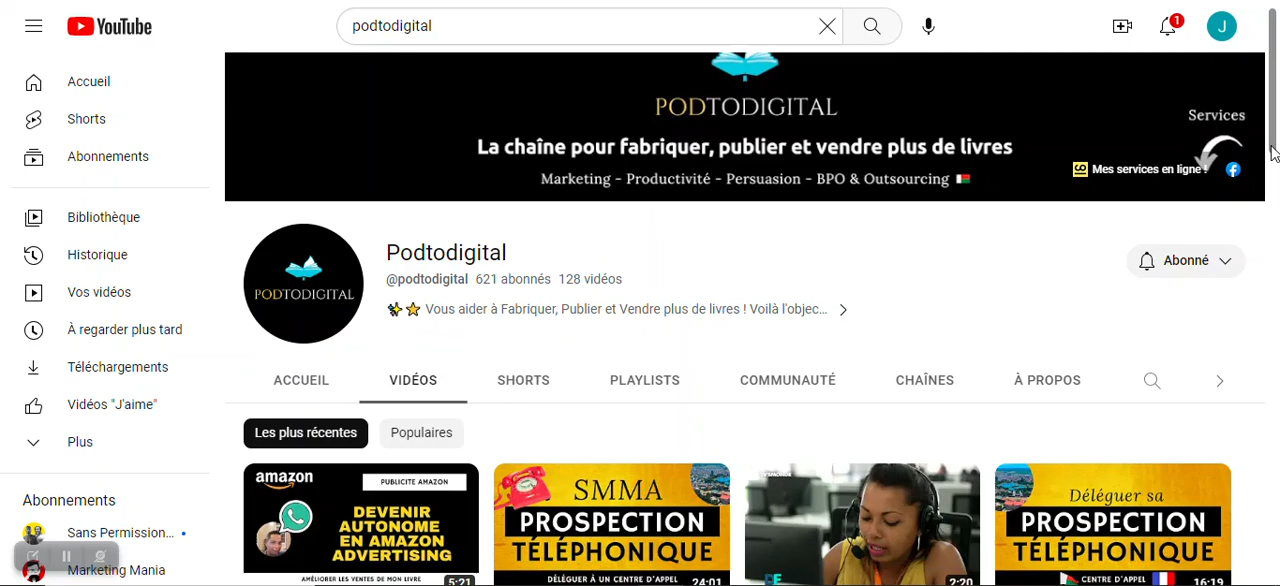 YouTube
podtodigital
1
J
Accueil
Shorts
Abonnements
Bibliothèque
Historique
Vos vidéos
À regarder plus tard
Téléchargements
Vidéos "J'aime"
Plus
Abonnements
Sans Permission...
Marketing Mania
PODTODIGITAL
La chaîne pour fabriquer, publier et vendre plus de livres
Marketing - Productivité - Persuasion - BPO & Outsourcing
Services
Mes services en ligne !
PODTODIGITAL
Podtodigital
@podtodigital 621 abonnés 128 vidéos
Vous aider à Fabriquer, Publier et Vendre plus de livres ! Voilà l'objec...
Abonné
ACCUEIL VIDÉOS SHORTS PLAYLISTS COMMUNAUTÉ CHAÎNES À PROPOS
Les plus récentes Populaires
amazon
PUBLICITE AMAZON
DEVENIR
AUTONOME
EN AMAZON
ADVERTISING
AMÉLIORER LES VENTES DE MON LIVRE
5:21
SMMA
PROSPECTION
TÉLÉPHONIQUE
DÉLÉGUER À UN CENTRE D'APPEL
24:01
2:20
Déléguer sa
PROSPECTION
TÉLÉPHONIQUE
CENTRE D'APPEL
16:19